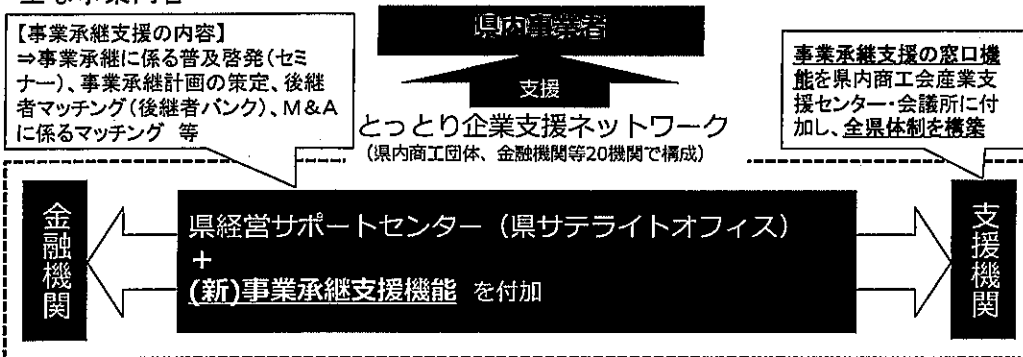 県内事業者
【事業承継支援の内容】
⇒事業承継に係る普及啓発(セミ
ナー)、事業承継計画の策定、後継
者マッチング(後継者バンク)、M&A
に係るマッチング 等
支援
とっとり企業支援ネットワーク
(県内商工団体、金融機関等20機関で構成)
事業承継支援の窓口機
能を県内商工会産業支
援センター・会議所に付
加し、全県体制を構築
金融機関
県経営サポートセンター(県サテライトオフィス)
+
(新)事業承継支援機能 を付加
支援機関